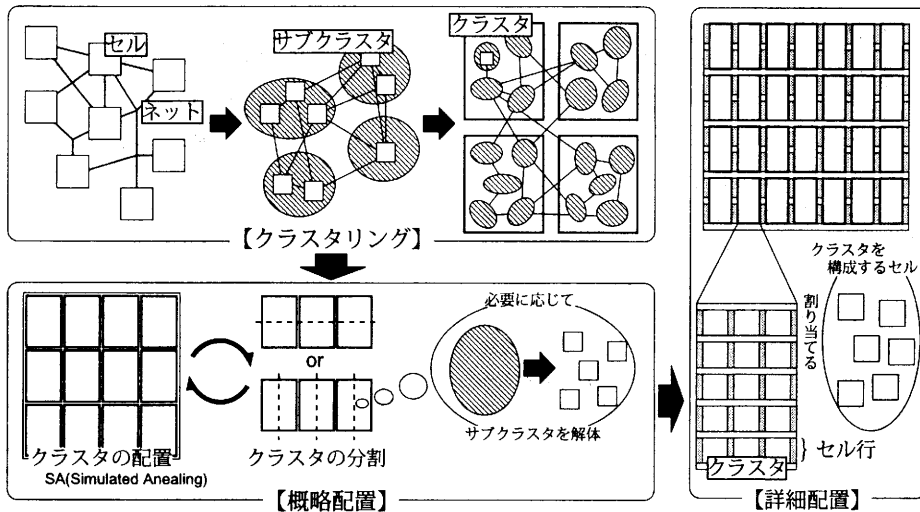 セル
ネット
サブクラスタ
クラスタ
【クラスタリング】
クラスタの配置
SA(Simulated Anealing)
or
クラスタの分割
必要に応じて
サブクラスタを解体
【概略配置】
クラスタを
構成するセル
割り当てる
セル行
クラスタ
【詳細配置】